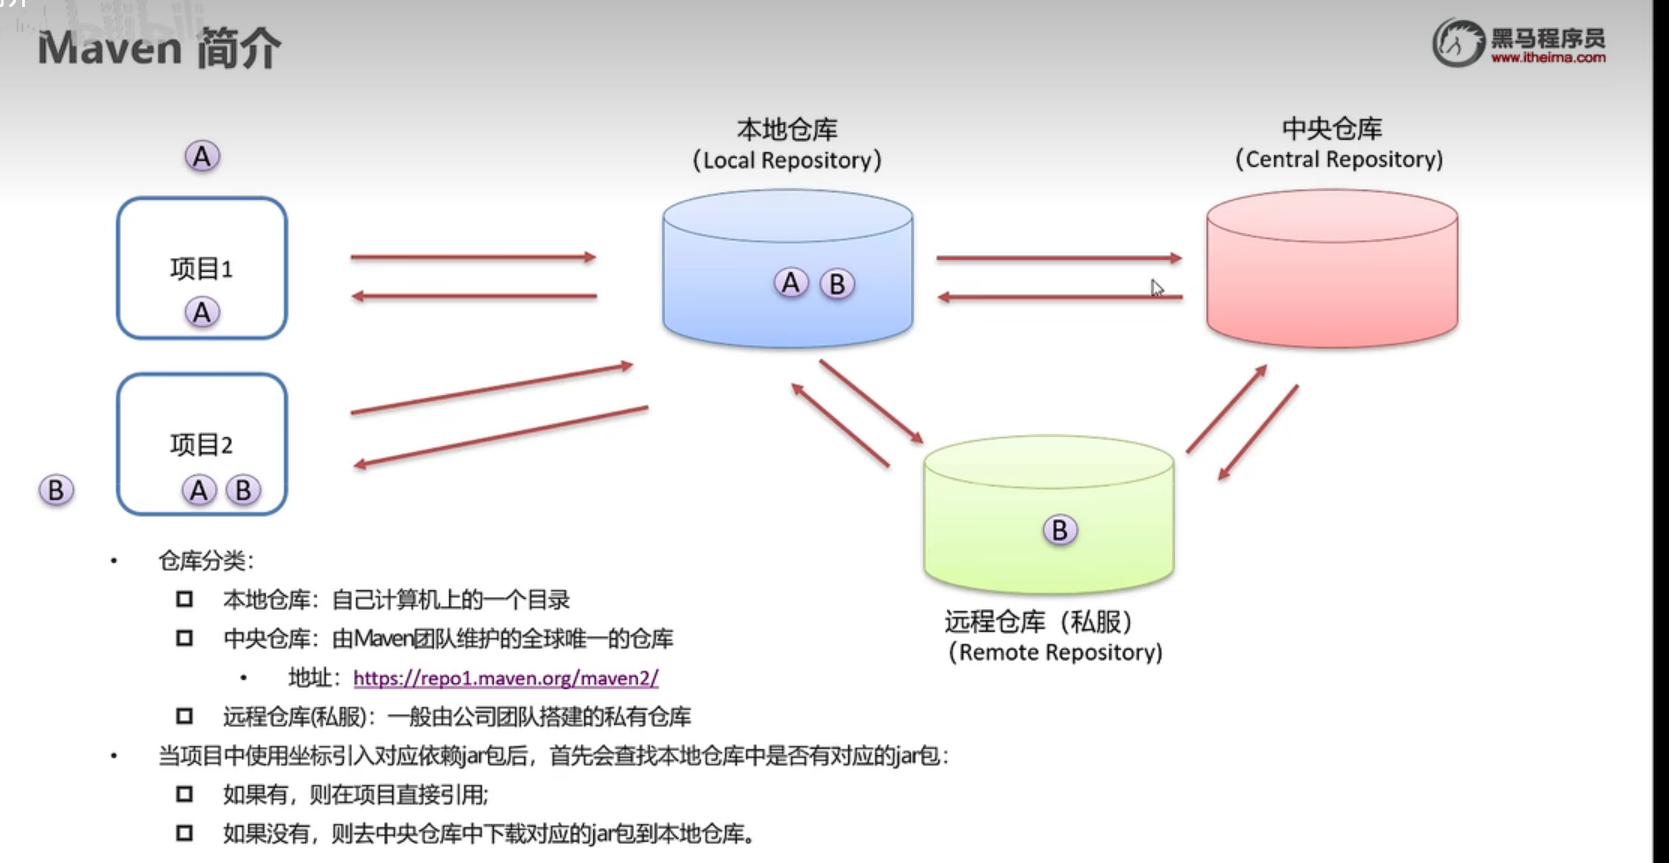 Maven 简介
黑马程序员
www.itheima.com
A
项目1
A
项目2
A B
B
本地仓库
（Local Repository）
A B
中央仓库
（Central Repository)
B
远程仓库（私服）
（Remote Repository)
• 仓库分类：
本地仓库：自己计算机上的一个目录
中央仓库：由Maven团队维护的全球唯一的仓库
• 地址：https://repo1.maven.org/maven2/
远程仓库(私服)：一般由公司团队搭建的私有仓库
• 当项目中使用坐标引入对应依赖jar包后，首先会查找本地仓库中是否有对应的jar包：
如果有，则在项目直接引用;
如果没有，则去中央仓库中下载对应的jar包到本地仓库。